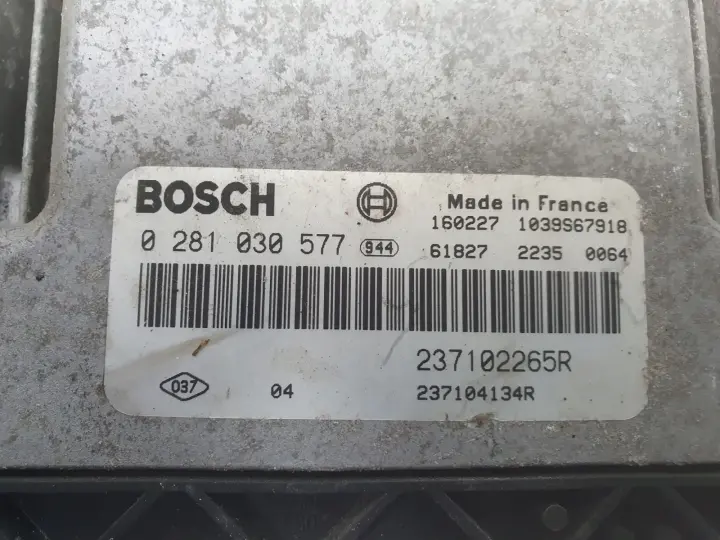 BOSCH
Made in France
160227 1039S67918
0 281 030 577 944
61827 2235 0064
237102265R
037 04 237104134R